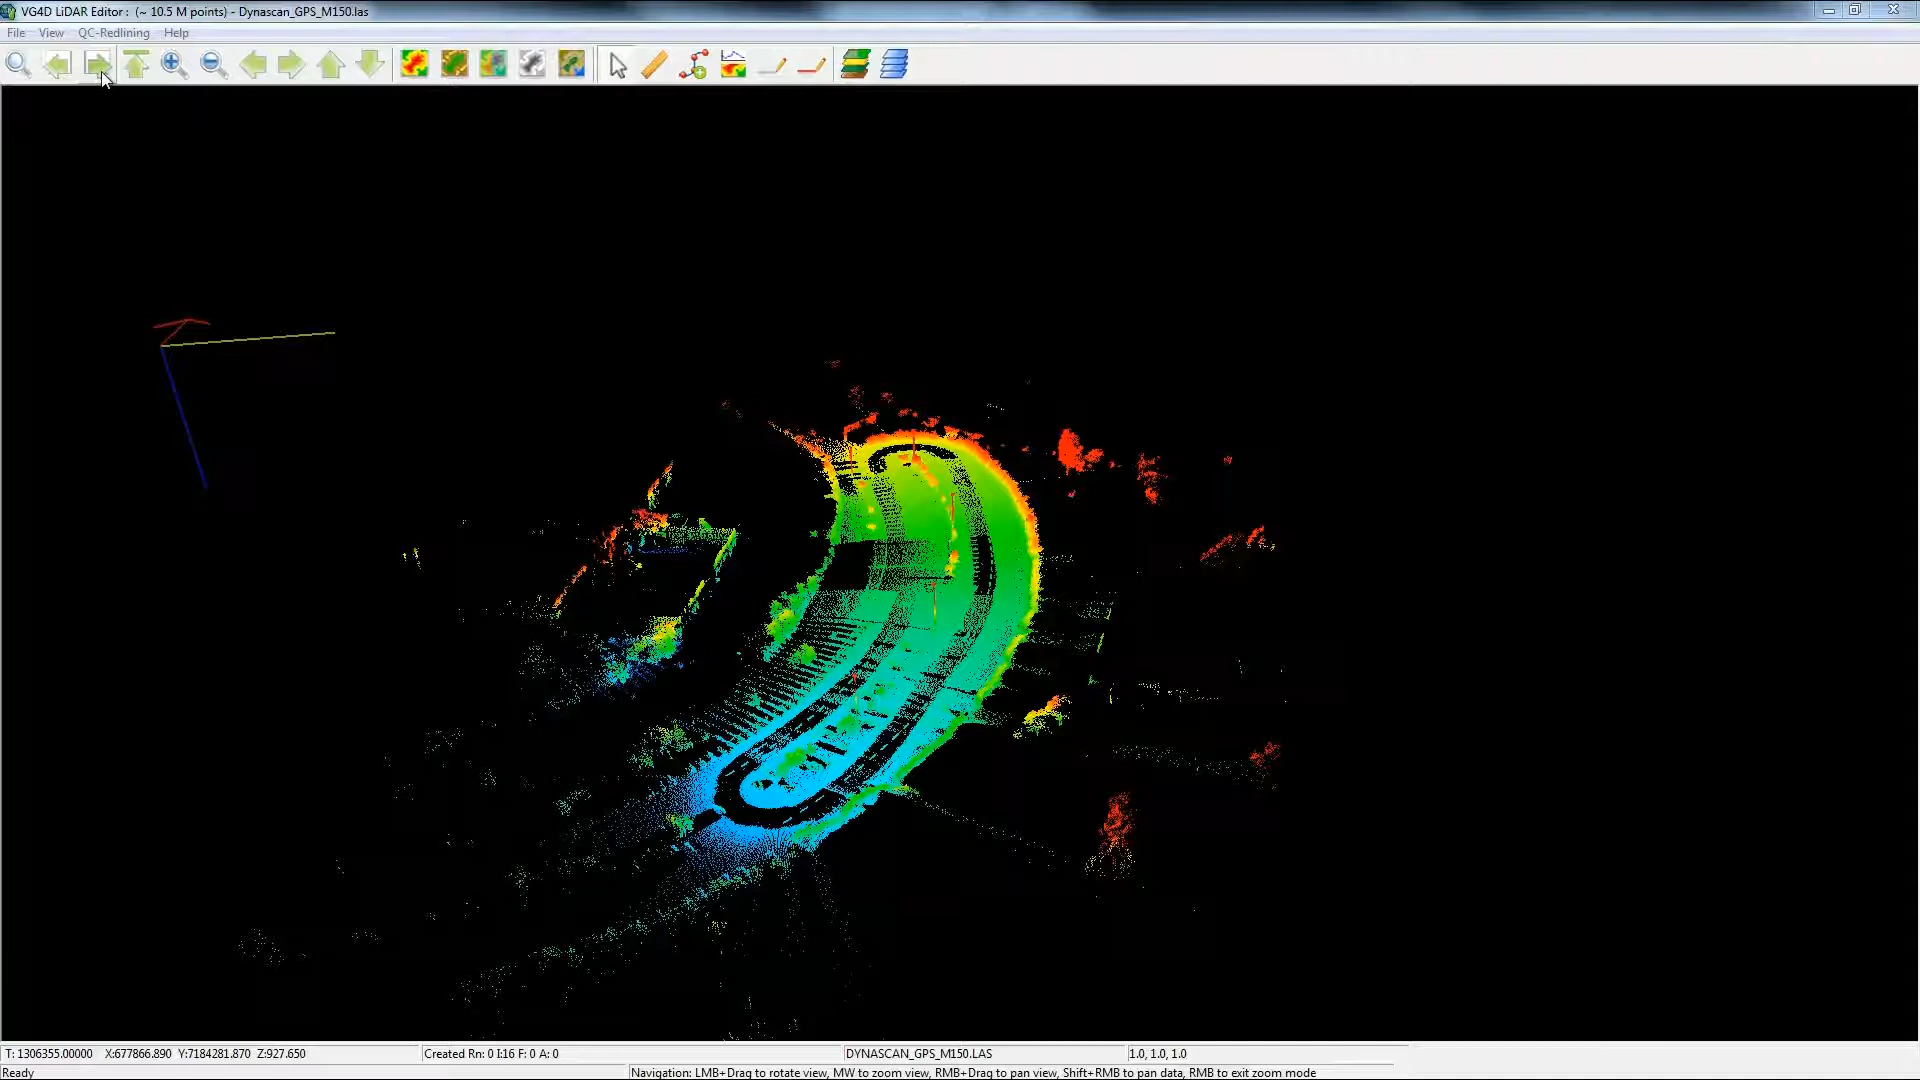 VG4D LiDAR Editor : (~ 10.5 M points) - Dynascan_GPS_M150.las
File View QC-Redlining Help
T: 1306355.00000 X:677866.890 Y:7184281.870 Z:927.650 Created Rn: 0 I:16 F: 0 A: 0 DYNASCAN_GPS_M150.LAS 1.0, 1.0, 1.0
Ready Navigation: LMB+Drag to rotate view, MW to zoom view, RMB+Drag to pan view, Shift+RMB to pan data, RMB to exit zoom mode